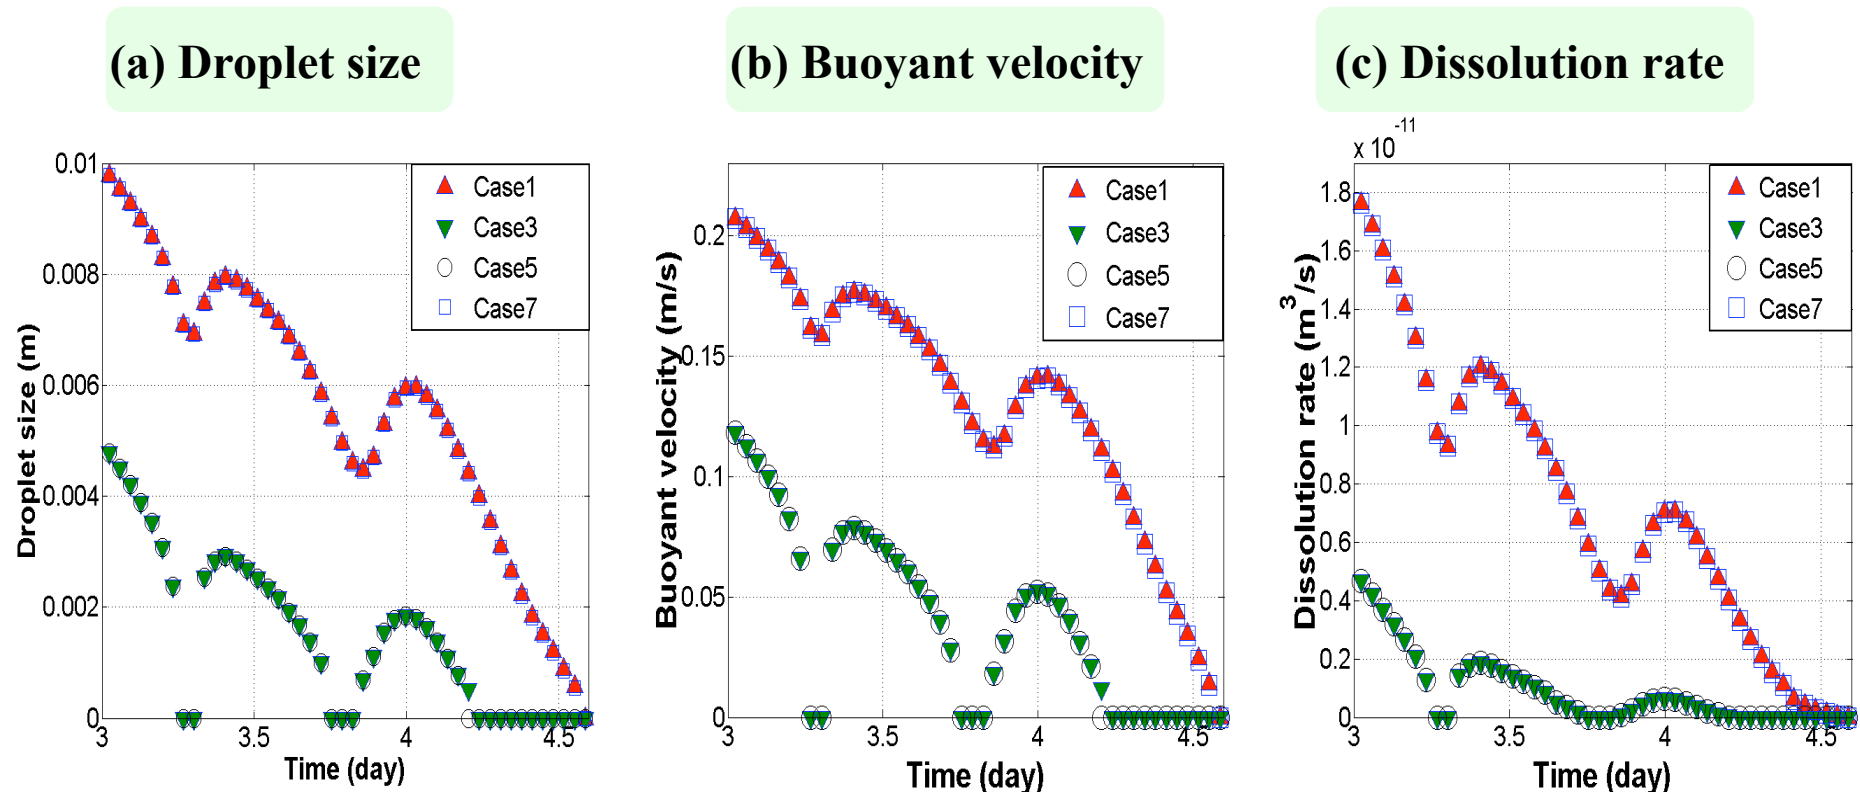 (a) Droplet size
(b) Buoyant velocity
(c) Dissolution rate
0.01
0.008
0.006
0.004
0.002
0
3
3.5
4
4.5
Droplet size (m)
Time (day)
Case1
Case3
Case5
Case7
0.2
0.15
0.1
0.05
0
3
3.5
4
4.5
Buoyant velocity (m/s)
Time (day)
Case1
Case3
Case5
Case7
x 10⁻¹¹
1.8
1.6
1.4
1.2
1
0.8
0.6
0.4
0.2
0
3
3.5
4
4.5
Dissolution rate (m³/s)
Time (day)
Case1
Case3
Case5
Case7